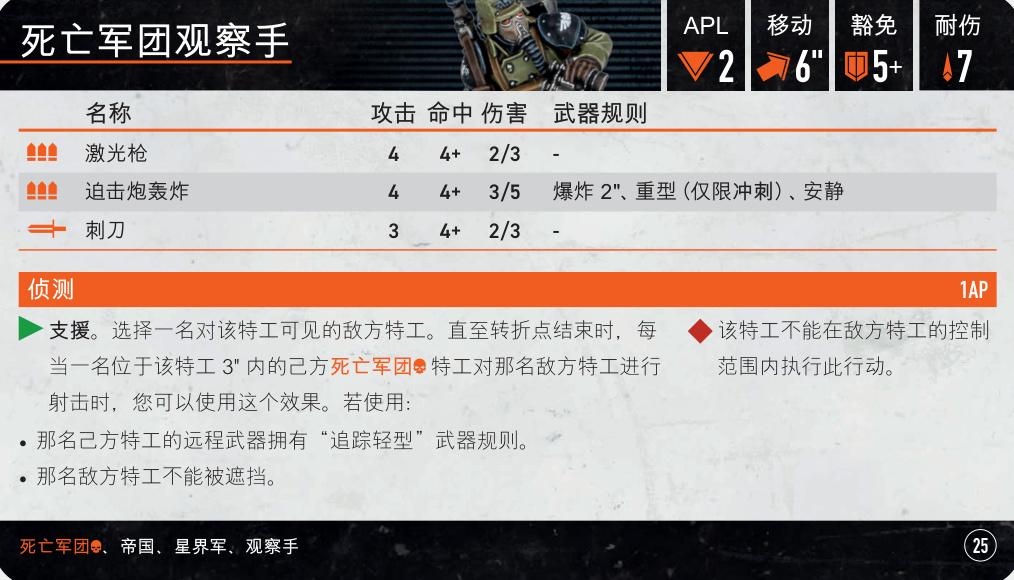 死亡军团观察手
APL 移动 豁免 耐伤
2 6" 5+ 7
名称 攻击 命中 伤害 武器规则
激光枪 4 4+ 2/3 -
迫击炮轰炸 4 4+ 3/5 爆炸 2"、重型（仅限冲刺）、安静
刺刀 3 4+ 2/3 -
侦测 1AP
支援。选择一名对该特工可见的敌方特工。直至转折点结束时，每
当一名位于该特工 3" 内的己方死亡军团特工对那名敌方特工进行
射击时，您可以使用这个效果。若使用:
• 那名己方特工的远程武器拥有“追踪轻型”武器规则。
• 那名敌方特工不能被遮挡。
该特工不能在敌方特工的控制
范围内执行此行动。
死亡军团、帝国、星界军、观察手
25